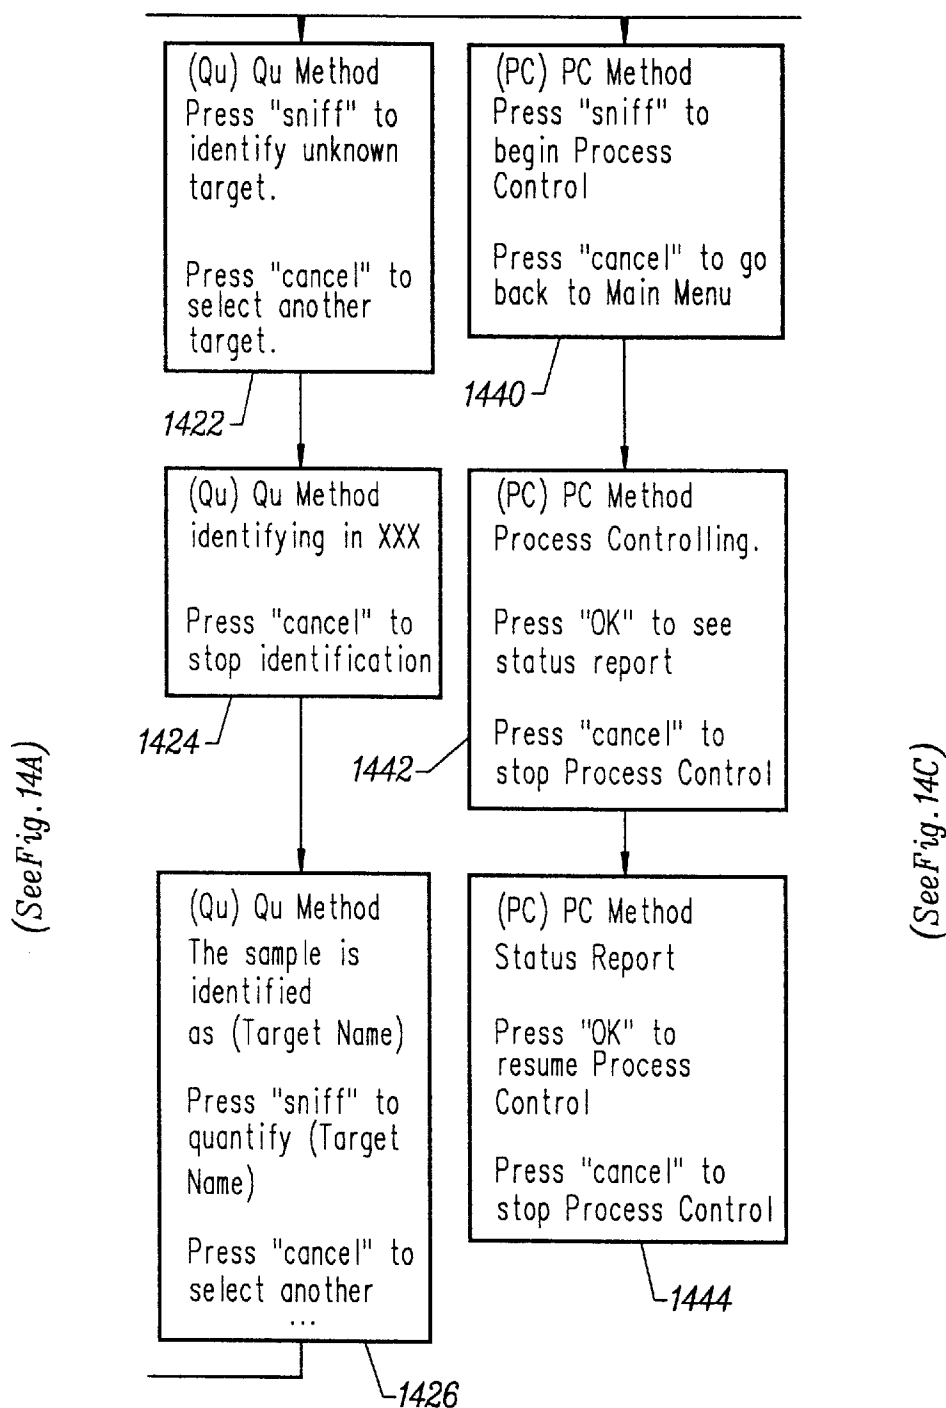 (Qu) Qu Method
Press "sniff" to
identify unknown
target.
Press "cancel" to
select another
target.
1422
(PC) PC Method
Press "sniff" to
begin Process
Control
Press "cancel" to go
back to Main Menu
1440
(Qu) Qu Method
identifying in XXX
Press "cancel" to
stop identification
1424
(PC) PC Method
Process Controlling.
Press "OK" to see
status report
Press "cancel" to
stop Process Control
1442
(Qu) Qu Method
The sample is
identified
as (Target Name)
Press "sniff" to
quantify (Target
Name)
Press "cancel" to
select another
...
1426
(PC) PC Method
Status Report
Press "OK" to
resume Process
Control
Press "cancel" to
stop Process Control
1444
(SeeFig.14A)
(SeeFig.14C)